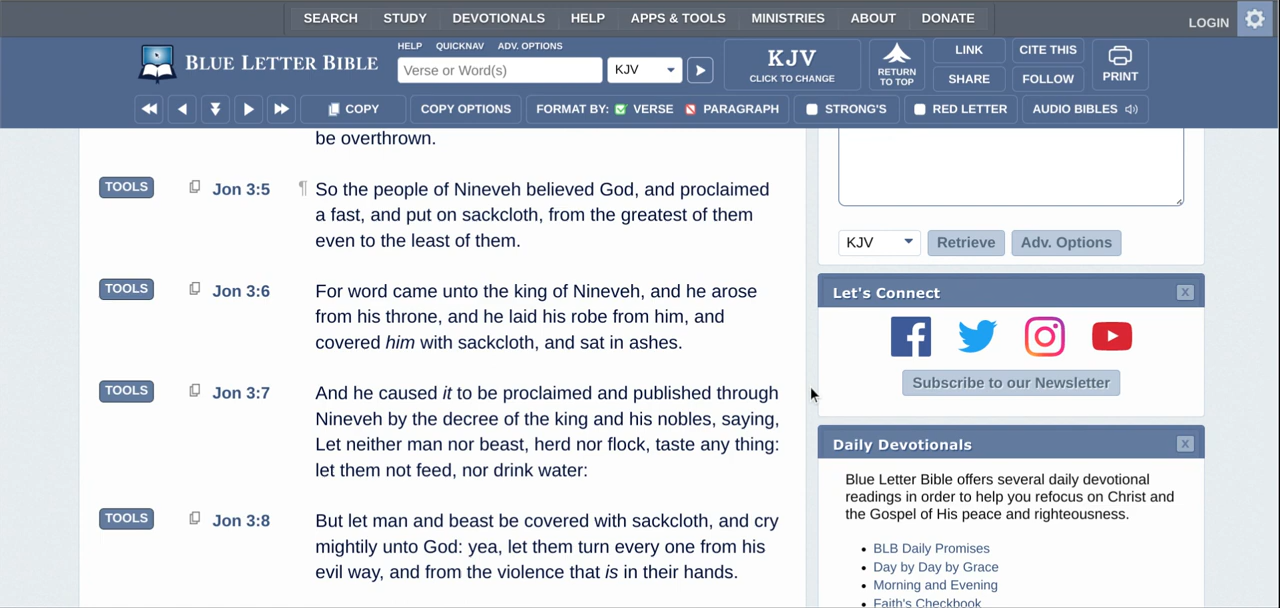 SEARCH STUDY DEVOTIONALS HELP APPS & TOOLS MINISTRIES ABOUT DONATE LOGIN
BLUE LETTER BIBLE
HELP QUICKNAV ADV. OPTIONS
Verse or Word(s) KJV
KJV
CLICK TO CHANGE
RETURN
TO TOP
LINK CITE THIS
SHARE FOLLOW
PRINT
COPY COPY OPTIONS FORMAT BY: VERSE PARAGRAPH STRONG'S RED LETTER AUDIO BIBLES
be overthrown.
TOOLS Jon 3:5 ¶ So the people of Nineveh believed God, and proclaimed
a fast, and put on sackcloth, from the greatest of them
even to the least of them.
TOOLS Jon 3:6 For word came unto the king of Nineveh, and he arose
from his throne, and he laid his robe from him, and
covered him with sackcloth, and sat in ashes.
TOOLS Jon 3:7 And he caused it to be proclaimed and published through
Nineveh by the decree of the king and his nobles, saying,
Let neither man nor beast, herd nor flock, taste any thing:
let them not feed, nor drink water:
TOOLS Jon 3:8 But let man and beast be covered with sackcloth, and cry
mightily unto God: yea, let them turn every one from his
evil way, and from the violence that is in their hands.
KJV Retrieve Adv. Options
Let's Connect X
Subscribe to our Newsletter
Daily Devotionals X
Blue Letter Bible offers several daily devotional
readings in order to help you refocus on Christ and
the Gospel of His peace and righteousness.
• BLB Daily Promises
• Day by Day by Grace
• Morning and Evening
• Faith's Checkbook